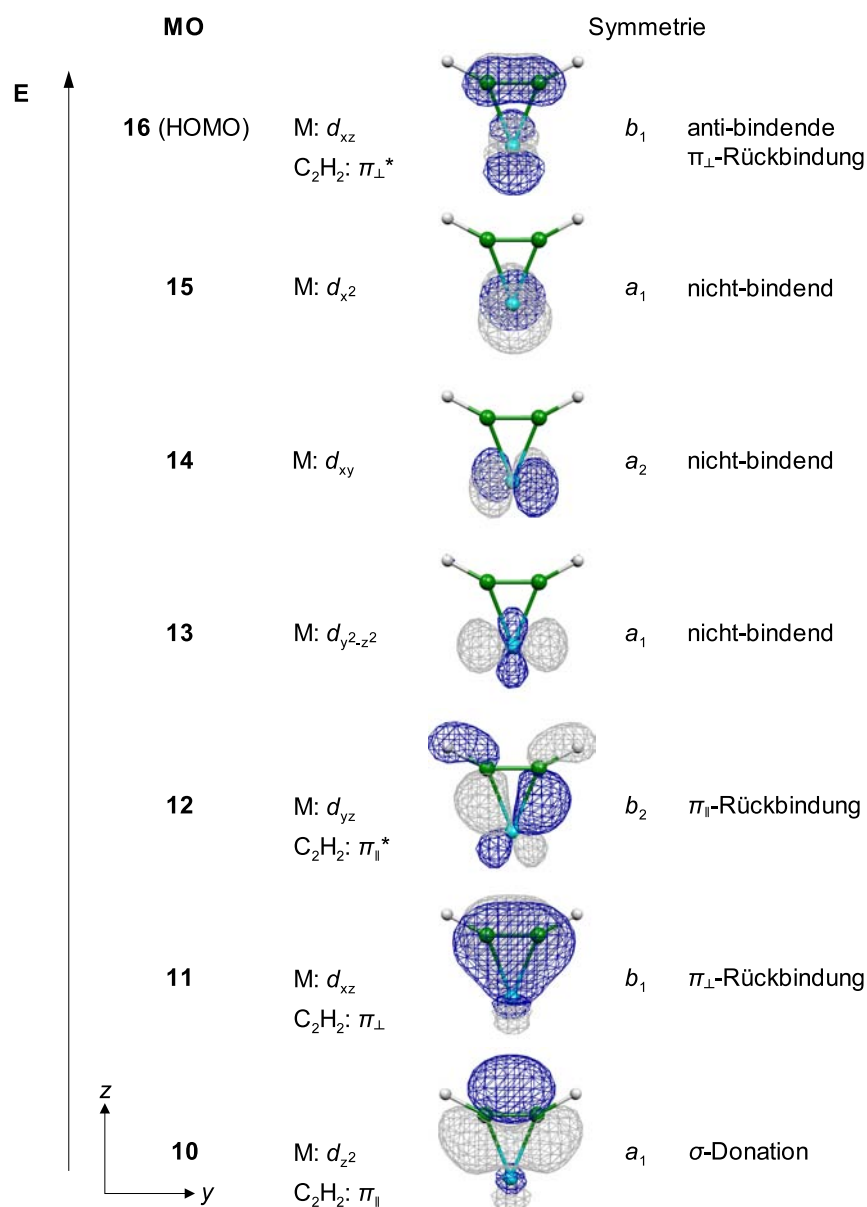 MO Symmetrie
E
16 (HOMO) M: dxz b1 anti-bindende
C2H2: π⊥* π⊥-Rückbindung
15 M: dx2 a1 nicht-bindend
14 M: dxy a2 nicht-bindend
13 M: dy2-z2 a1 nicht-bindend
12 M: dyz b2 π||-Rückbindung
C2H2: π||*
11 M: dxz b1 π⊥-Rückbindung
C2H2: π⊥
z
10 M: dz2 a1 σ-Donation
y C2H2: π||